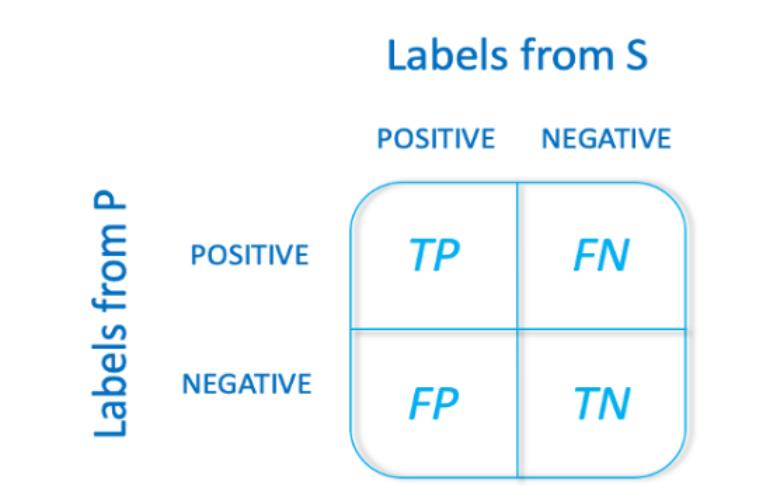 Labels from S
POSITIVE NEGATIVE
Labels from P
POSITIVE TP FN
NEGATIVE FP TN